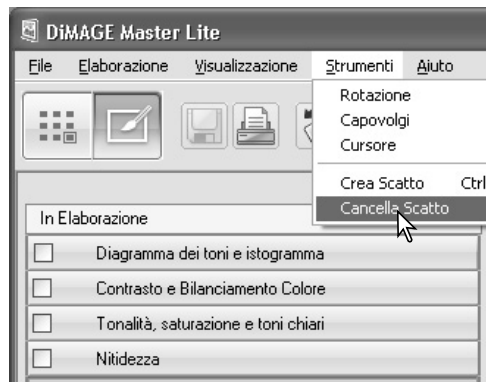 DiMAGE Master Lite
File Elaborazione Visualizzazione Strumenti Aiuto
Rotazione
Capovolgi
Cursore
Crea Scatto Ctrl
Cancella Scatto
In Elaborazione
Diagramma dei toni e istogramma
Contrasto e Bilanciamento Colore
Tonalità, saturazione e toni chiari
Nitidezza